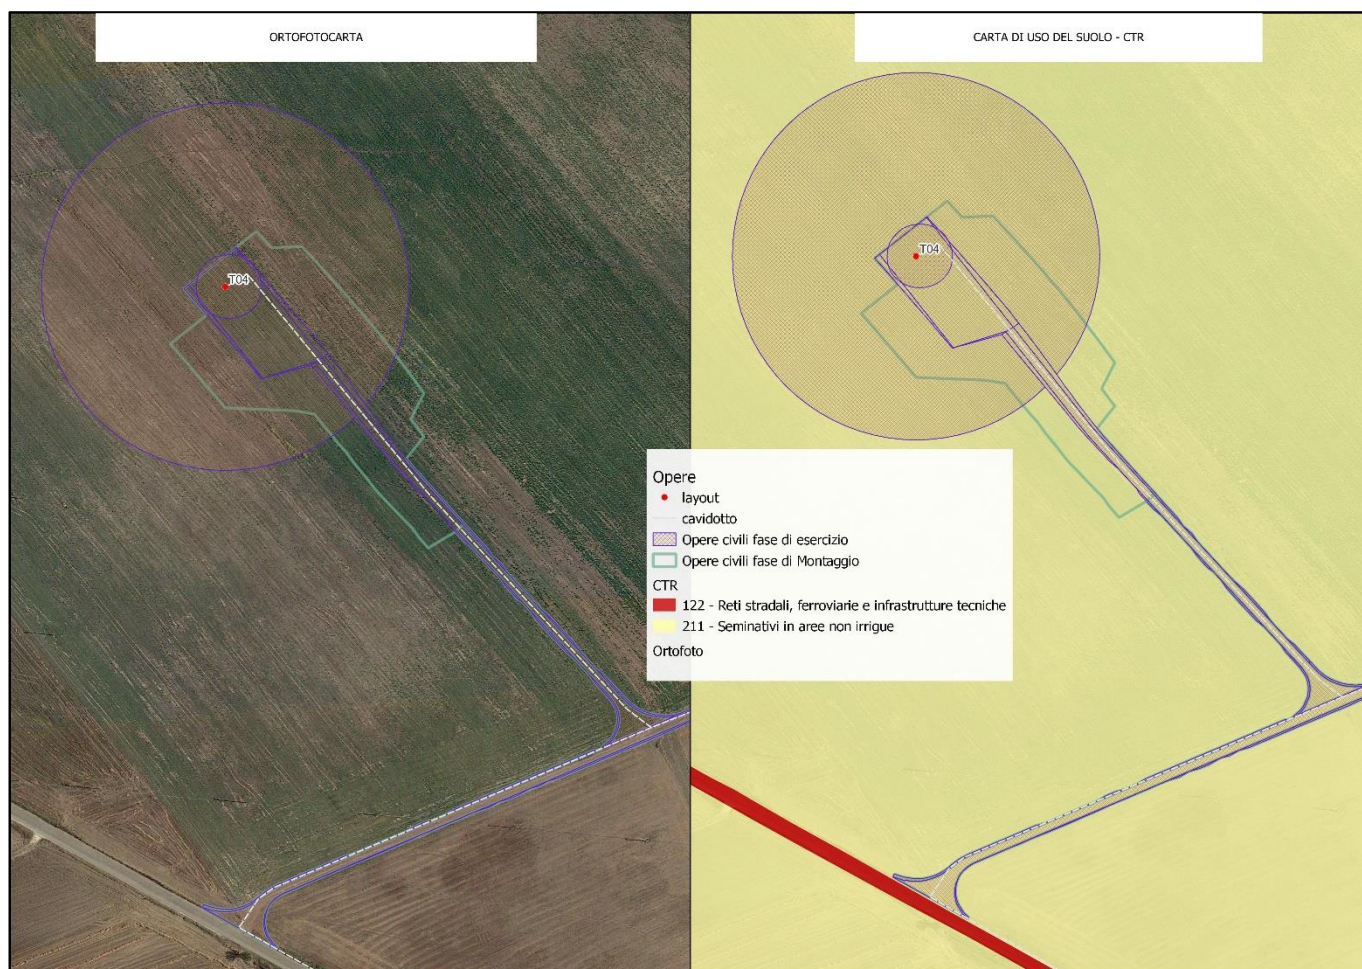 ORTOFOTOCARTA
CARTA DI USO DEL SUOLO - CTR
T04
T04
Opere
layout
cavidotto
Opere civili fase di esercizio
Opere civili fase di Montaggio
CTR
122 - Reti stradali, ferroviarie e infrastrutture tecniche
211 - Seminativi in aree non irrigue
Ortofoto